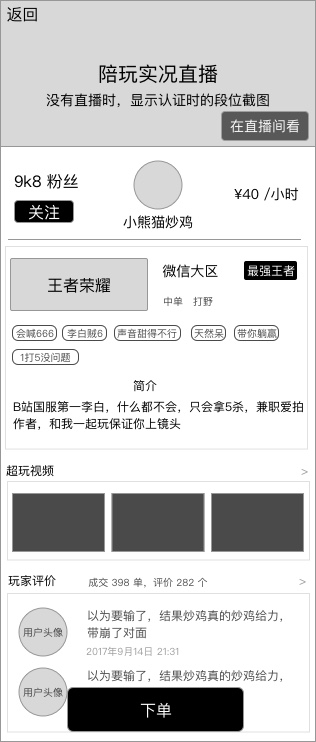 返回
陪玩实况直播
没有直播时，显示认证时的段位截图
在直播间看
9k8 粉丝
¥40 /小时
关注
小熊猫炒鸡
王者荣耀
微信大区
最强王者
中单 打野
会喊666
李白贼6
声音甜得不行
天然呆
带你躺赢
1打5没问题
简介
B站国服第一李白，什么都不会，只会拿5杀，兼职爱拍
作者，和我一起玩保证你上镜头
超玩视频
>
玩家评价
成交 398 单，评价 282 个
>
用户头像
以为要输了，结果炒鸡真的炒鸡给力，
带崩了对面
2017年9月14日 21:31
用户头像
以为要输了，结果炒鸡真的炒鸡给力，
下单